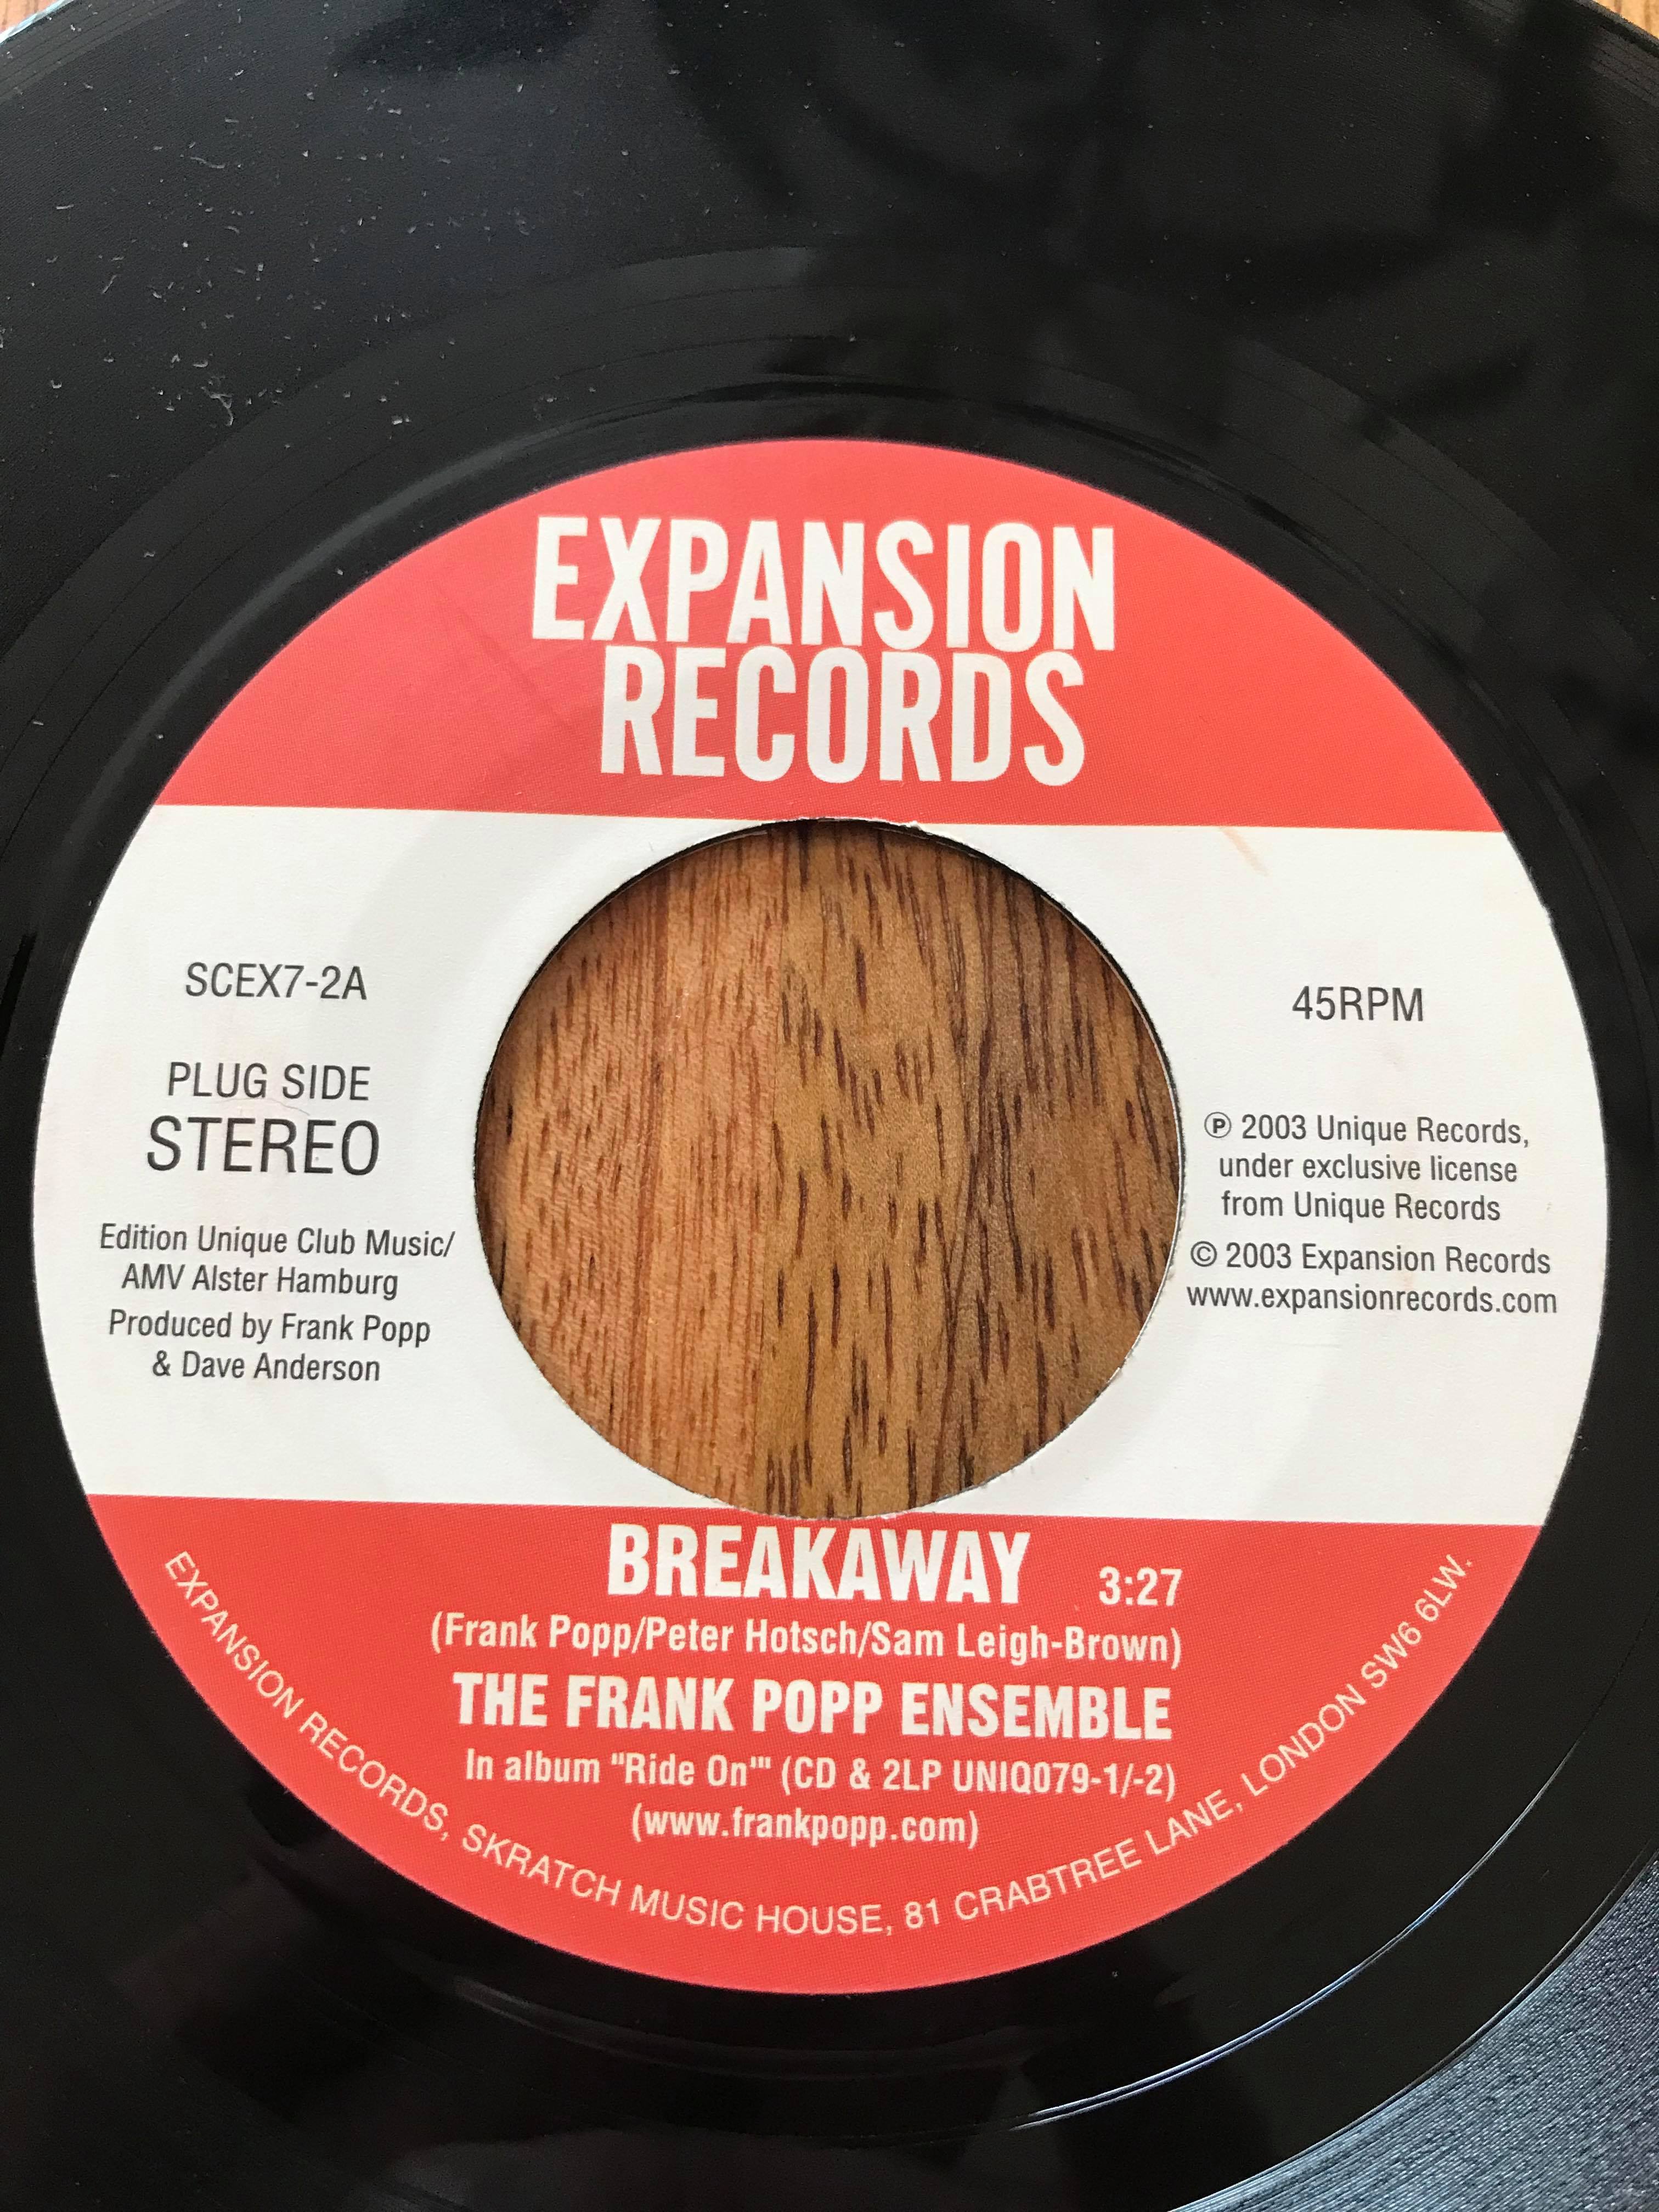 EXPANSION
RECORDS
SCEX7-2A
PLUG SIDE
STEREO
Edition Unique Club Music/
AMV Alster Hamburg
Produced by Frank Popp
& Dave Anderson
45RPM
℗ 2003 Unique Records,
under exclusive license
from Unique Records
© 2003 Expansion Records
www.expansionrecords.com
BREAKAWAY 3:27
(Frank Popp/Peter Hotsch/Sam Leigh-Brown)
THE FRANK POPP ENSEMBLE
In album "Ride On'" (CD & 2LP UNIQ079-1/-2)
(www.frankpopp.com)
EXPANSION RECORDS, SKRATCH MUSIC HOUSE, 81 CRABTREE LANE, LONDON SW6 6LW.